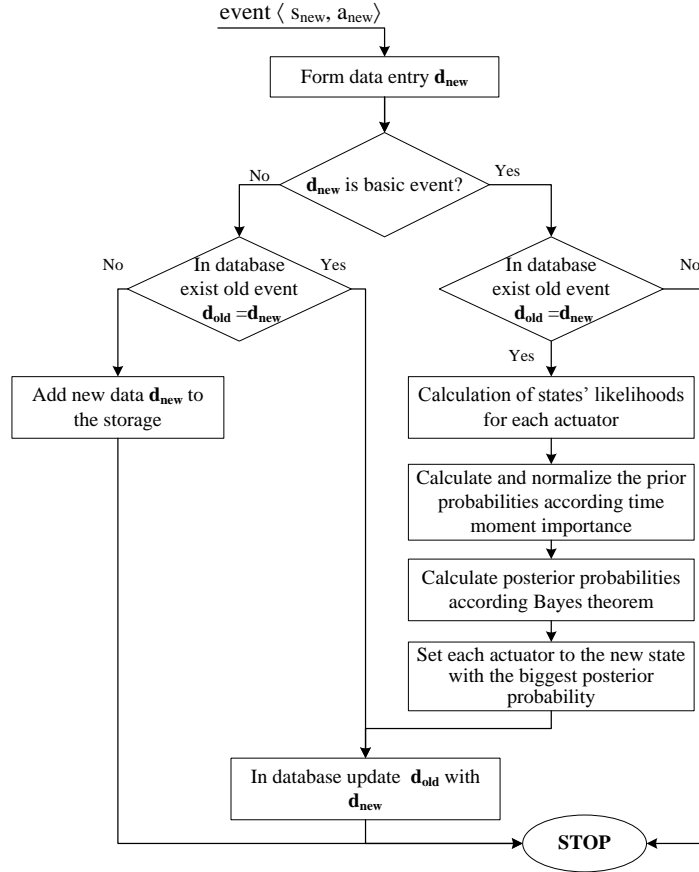 event ⟨ s_new, a_new⟩
Form data entry d_new
No
d_new is basic event?
Yes
No
In database
exist old event
d_old =d_new
Yes
In database
exist old event
d_old =d_new
No
Yes
Add new data d_new to
the storage
Calculation of states’ likelihoods
for each actuator
Calculate and normalize the prior
probabilities according time
moment importance
Calculate posterior probabilities
according Bayes theorem
Set each actuator to the new state
with the biggest posterior
probability
In database update d_old with
d_new
STOP